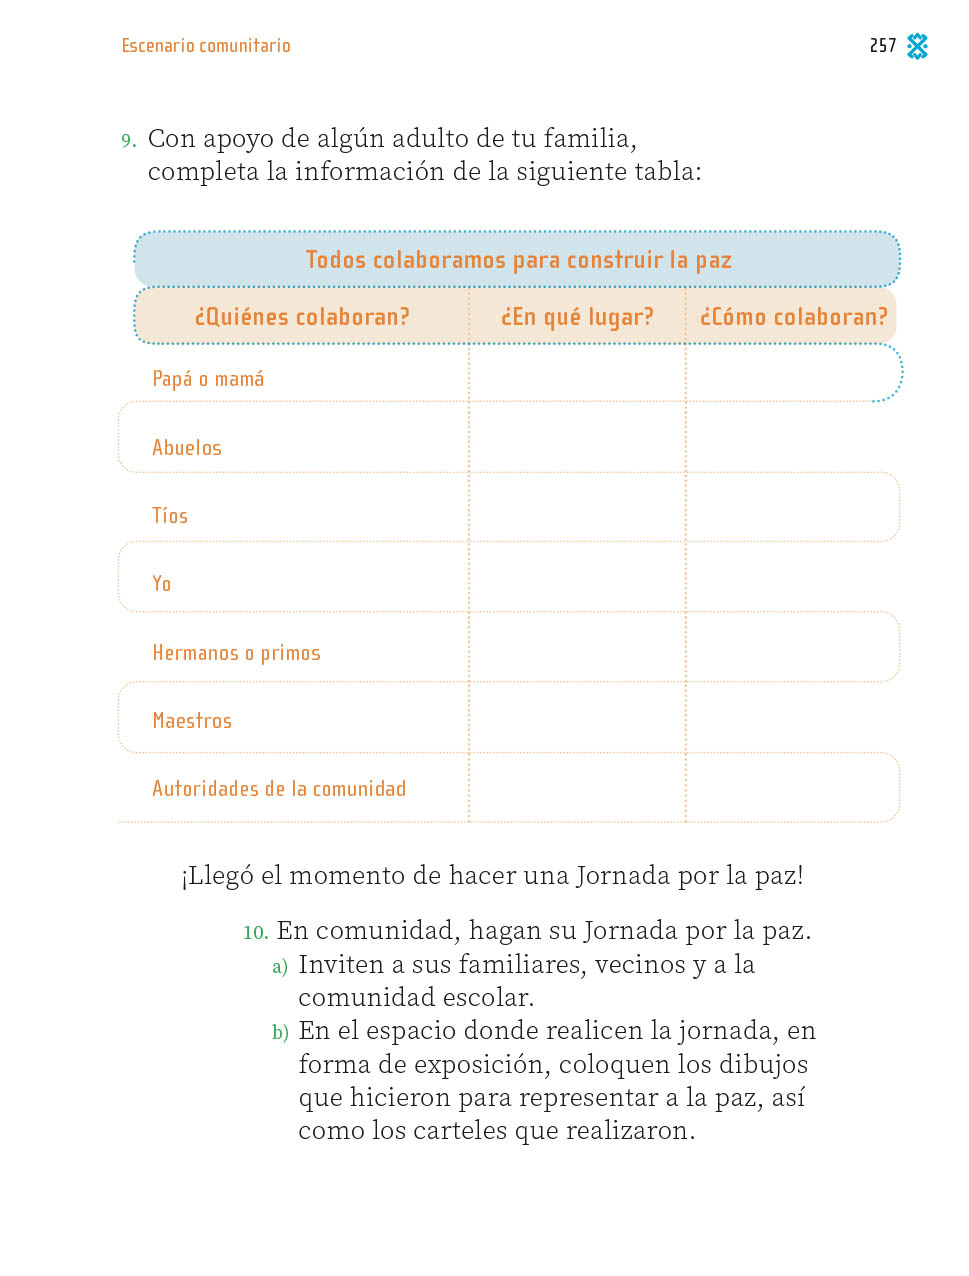 Escenario comunitario
257
9. Con apoyo de algún adulto de tu familia,
completa la información de la siguiente tabla:
Todos colaboramos para construir la paz
¿Quiénes colaboran? ¿En qué lugar? ¿Cómo colaboran?
Papá o mamá
Abuelos
Tíos
Yo
Hermanos o primos
Maestros
Autoridades de la comunidad
¡Llegó el momento de hacer una Jornada por la paz!
10. En comunidad, hagan su Jornada por la paz.
a) Inviten a sus familiares, vecinos y a la
comunidad escolar.
b) En el espacio donde realicen la jornada, en
forma de exposición, coloquen los dibujos
que hicieron para representar a la paz, así
como los carteles que realizaron.